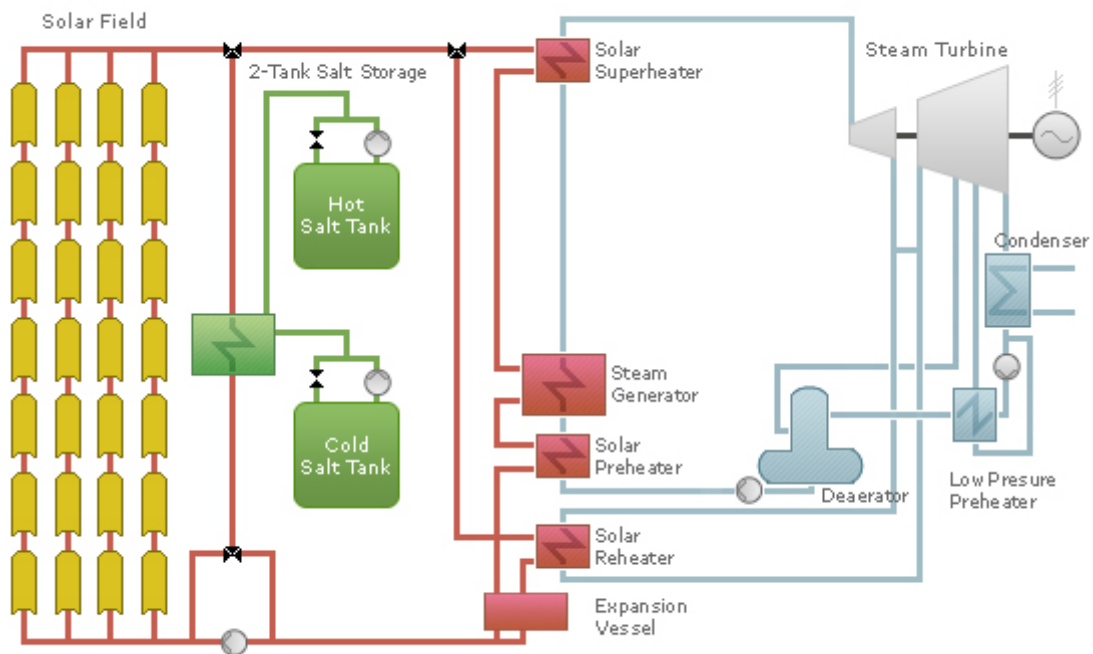 Solar Field
2-Tank Salt Storage
Hot
Salt Tank
Cold
Salt Tank
Solar
Superheater
Steam Turbine
Condenser
Steam
Generator
Solar
Preheater
Deaerator
Low Presure
Preheater
Solar
Reheater
Expansion
Vessel